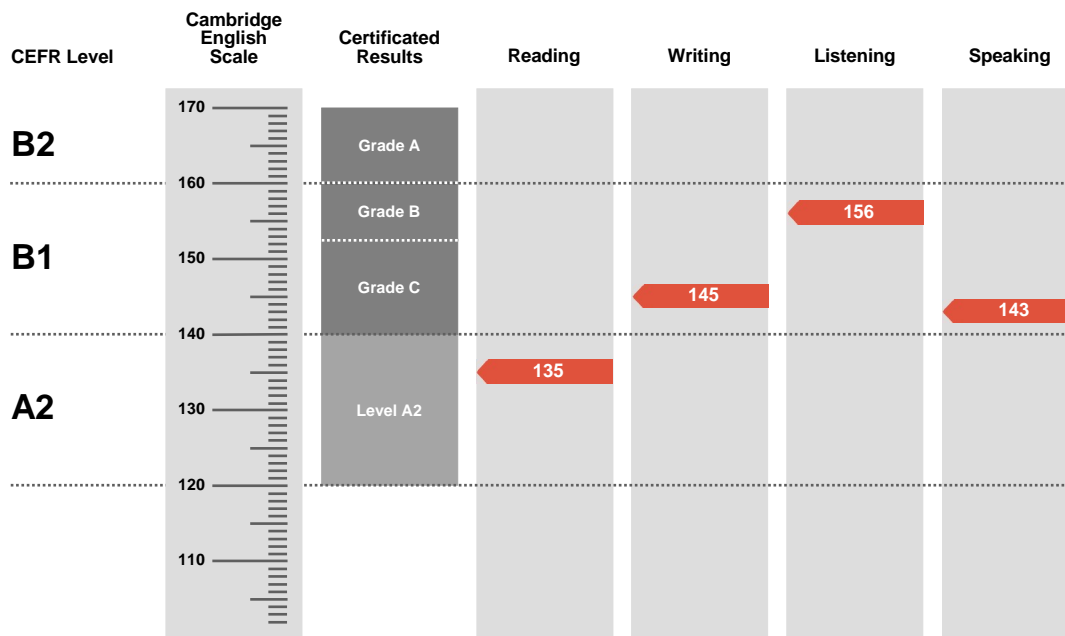 CEFR Level
Cambridge
English
Scale
Certificated
Results
Reading
Writing
Listening
Speaking
170
B2
Grade A
160
Grade B
156
B1
150
Grade C
145
143
140
135
A2
130
Level A2
120
110